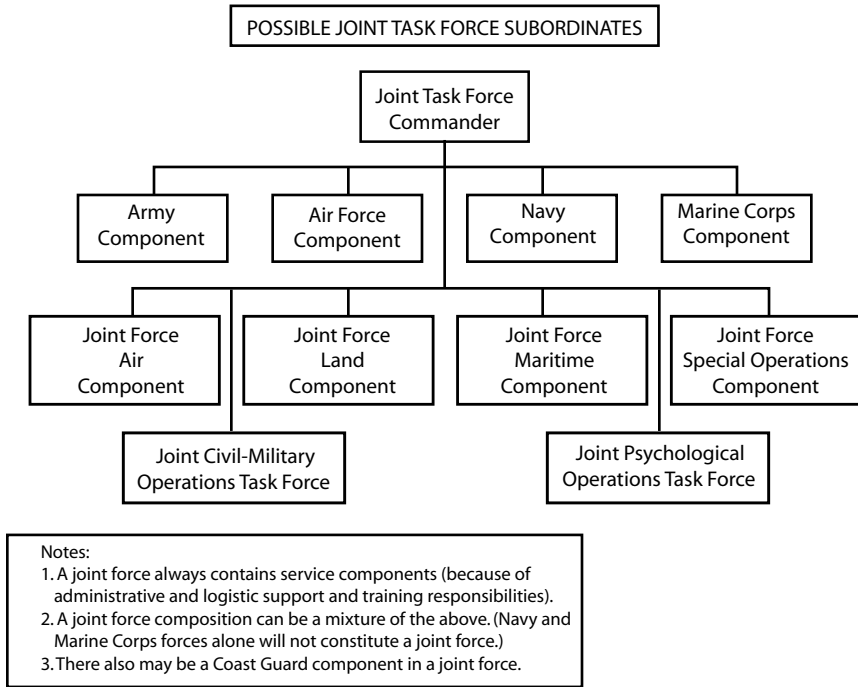 POSSIBLE JOINT TASK FORCE SUBORDINATES
Joint Task Force
Commander
Army
Component
Air Force
Component
Navy
Component
Marine Corps
Component
Joint Force
Air
Component
Joint Force
Land
Component
Joint Force
Maritime
Component
Joint Force
Special Operations
Component
Joint Civil-Military
Operations Task Force
Joint Psychological
Operations Task Force
Notes:
1. A joint force always contains service components (because of
administrative and logistic support and training responsibilities).
2. A joint force composition can be a mixture of the above. (Navy and
Marine Corps forces alone will not constitute a joint force.)
3. There also may be a Coast Guard component in a joint force.